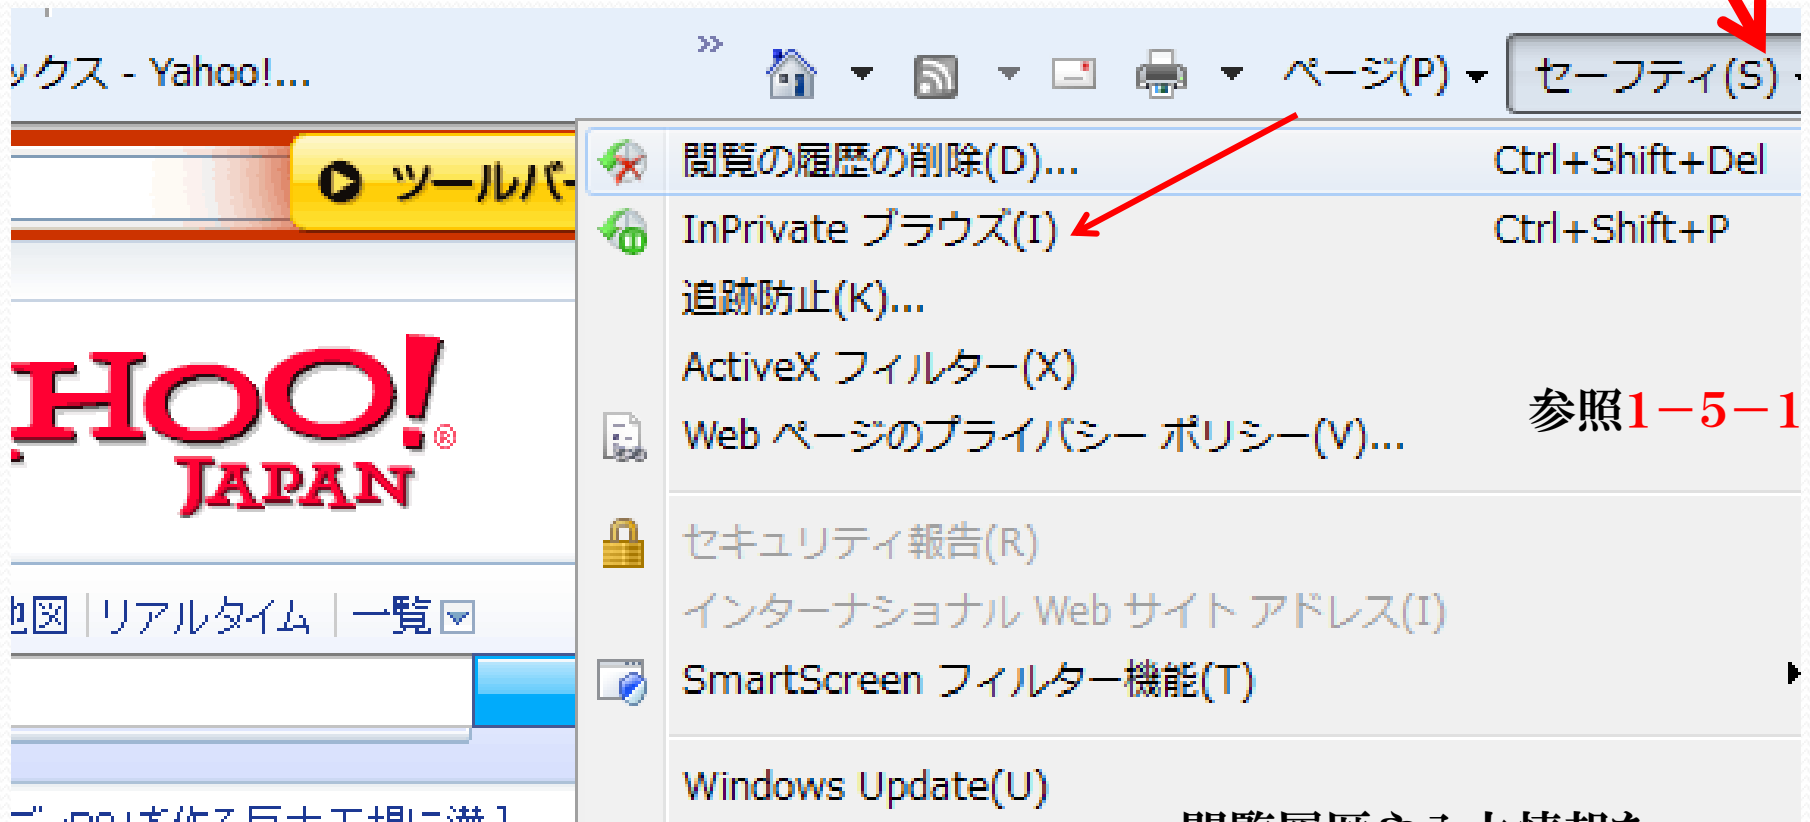 ックス - Yahoo!...
ページ(P)
セーフティ(S)
ツールバー
閲覧の履歴の削除(D)... Ctrl+Shift+Del
InPrivate ブラウズ(I) Ctrl+Shift+P
追跡防止(K)...
ActiveX フィルター(X)
参照1－5－1
Web ページのプライバシー ポリシー(V)...
HOO!®
JAPAN
セキュリティ報告(R)
地図 リアルタイム 一覧
インターナショナル Web サイト アドレス(I)
SmartScreen フィルター機能(T)
Windows Update(U)